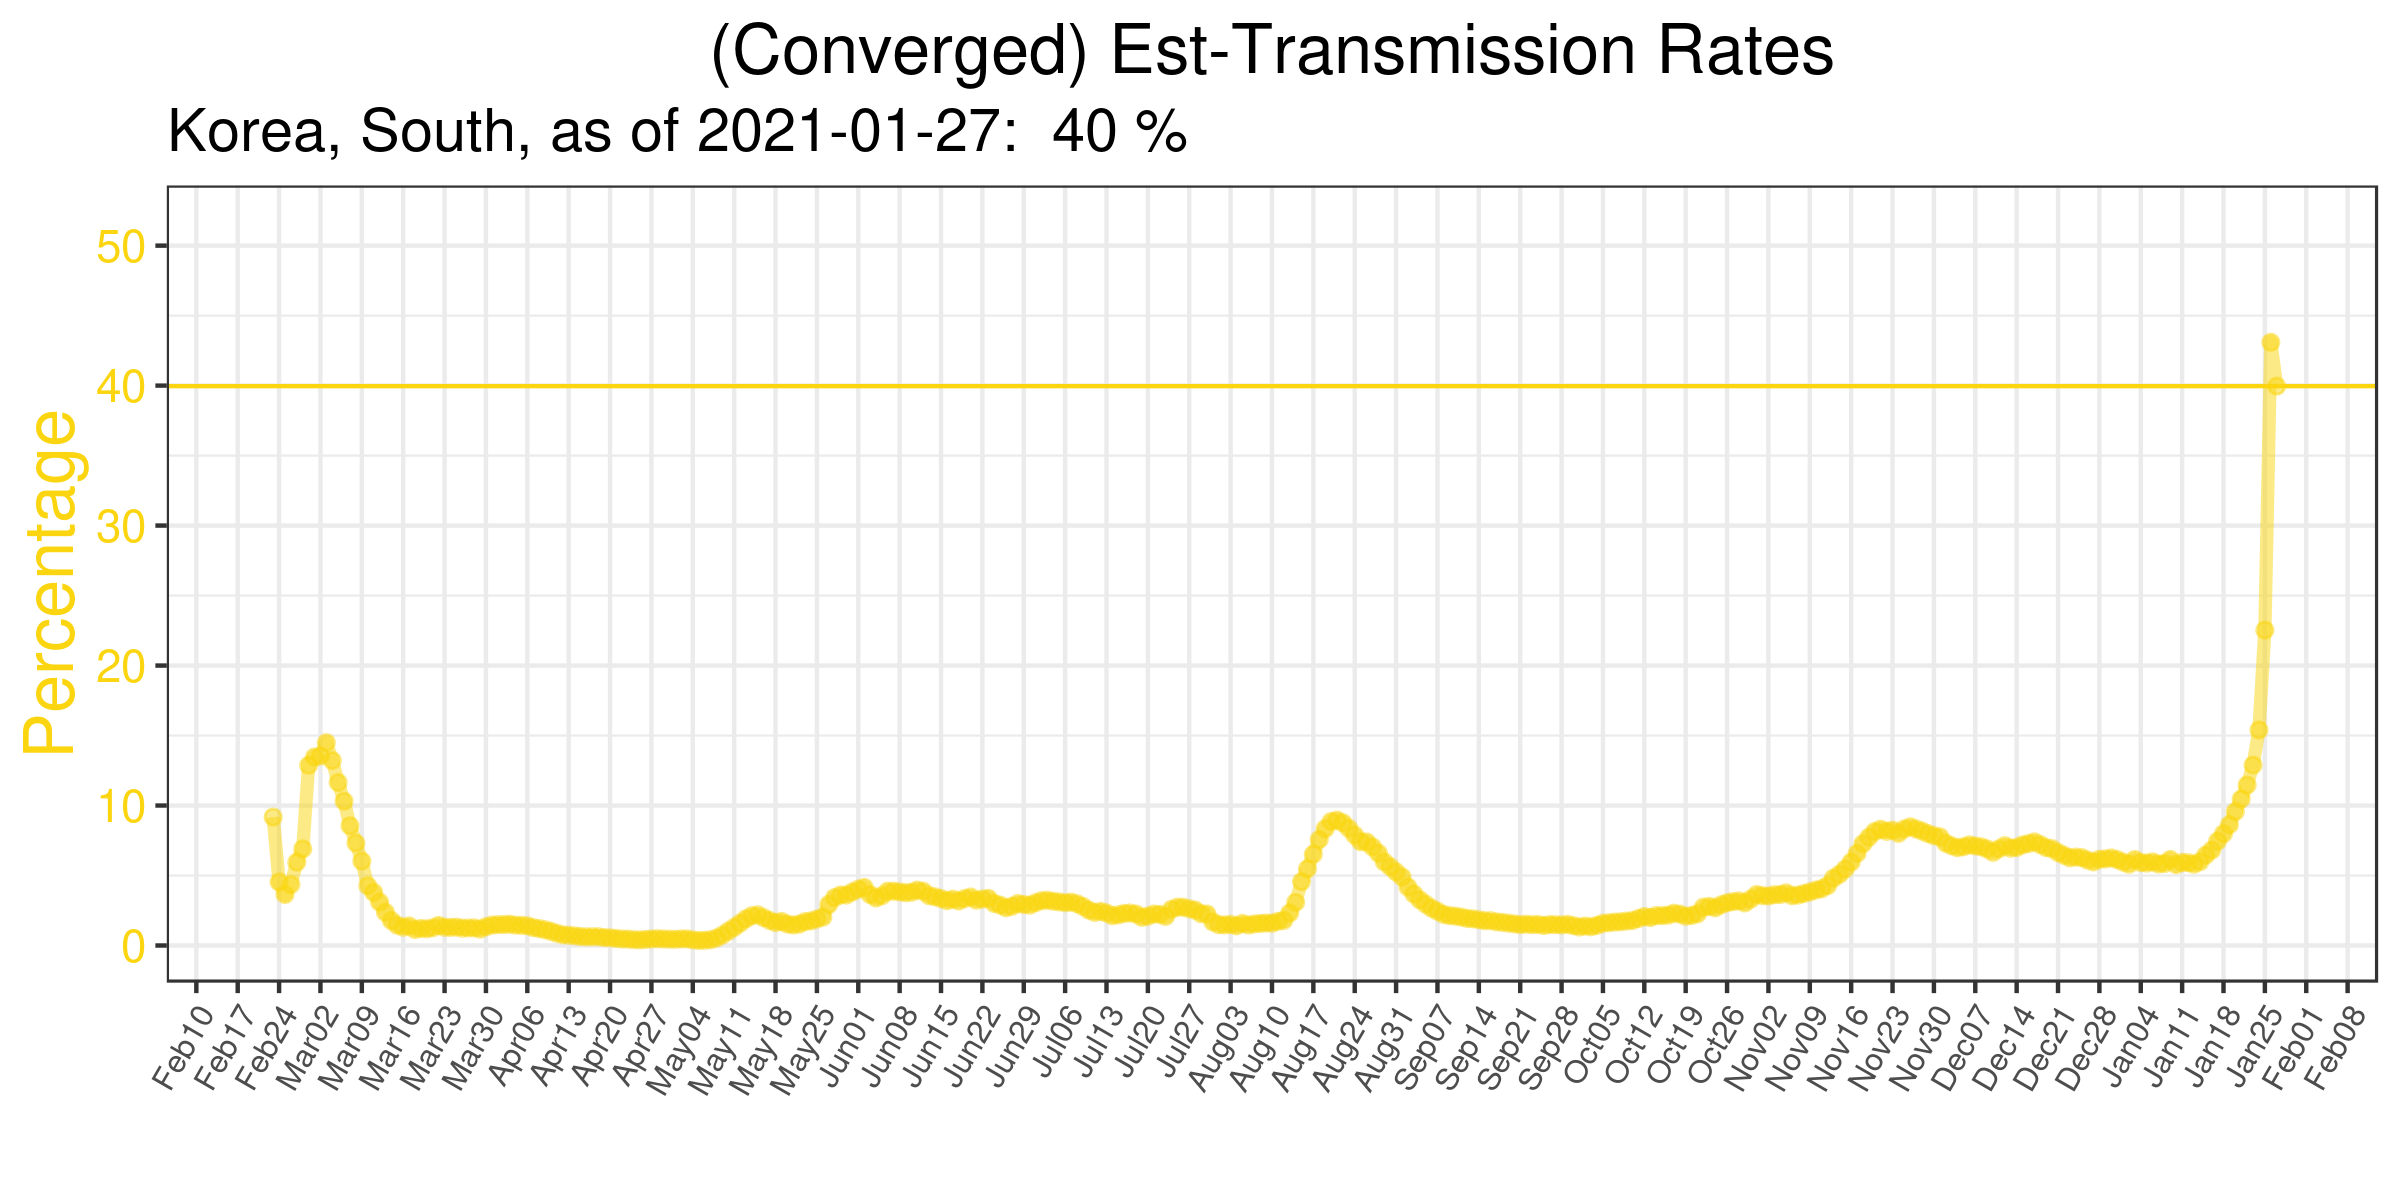 (Converged) Est-Transmission Rates
Korea, South, as of 2021-01-27:  40 %
Percentage
50
40
30
20
10
0
Feb10 Feb17 Feb24 Mar02 Mar09 Mar16 Mar23 Mar30 Apr06 Apr13 Apr20 Apr27 May04 May11 May18 May25 Jun01 Jun08 Jun15 Jun22 Jun29 Jul06 Jul13 Jul20 Jul27 Aug03 Aug10 Aug17 Aug24 Aug31 Sep07 Sep14 Sep21 Sep28 Oct05 Oct12 Oct19 Oct26 Nov02 Nov09 Nov16 Nov23 Nov30 Dec07 Dec14 Dec21 Dec28 Jan04 Jan11 Jan18 Jan25 Feb01 Feb08